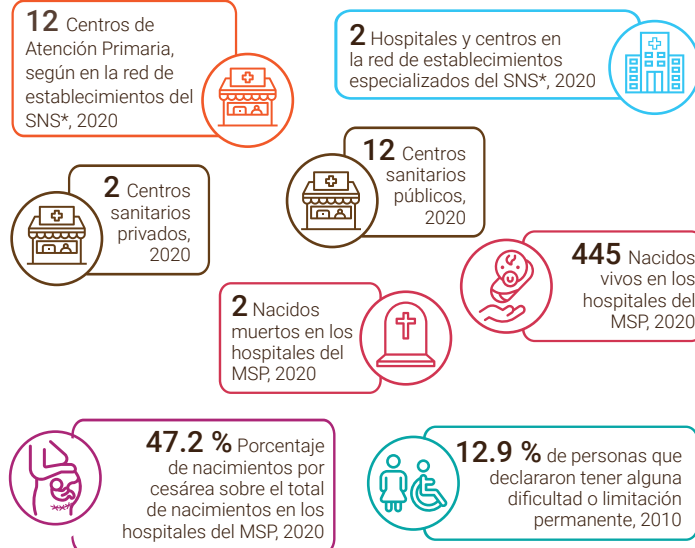 12 Centros de
Atención Primaria,
según en la red de
establecimientos del
SNS*, 2020
2 Hospitales y centros en
la red de establecimientos
especializados del SNS*, 2020
2 Centros
sanitarios
privados,
2020
12 Centros
sanitarios
públicos,
2020
445 Nacidos
vivos en los
hospitales del
MSP, 2020
2 Nacidos
muertos en los
hospitales del
MSP, 2020
47.2 % Porcentaje
de nacimientos por
cesárea sobre el total
de nacimientos en los
hospitales del MSP, 2020
12.9 % de personas que
declararon tener alguna
dificultad o limitación
permanente, 2010